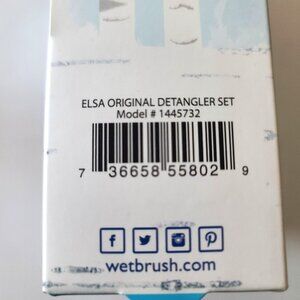 ELSA ORIGINAL DETANGLER SET
Model # 1445732
7 36658 55802 9
wetbrush.com